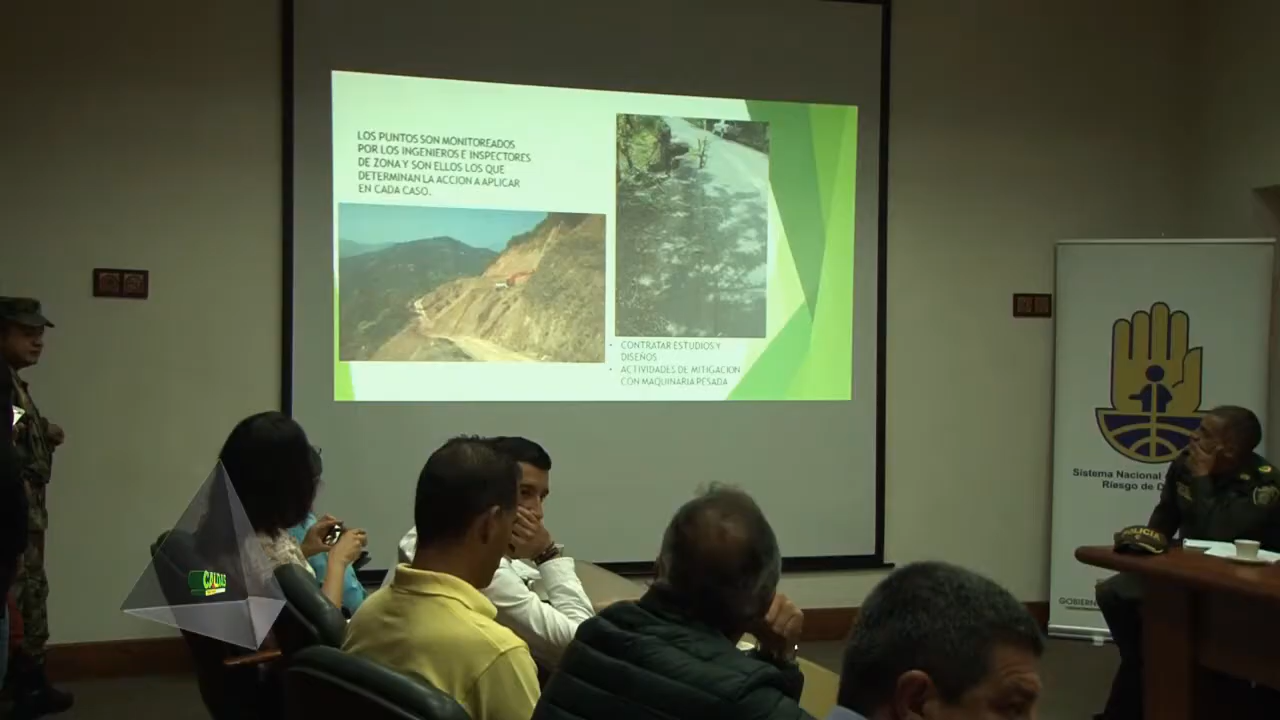 LOS PUNTOS SON MONITOREADOS
POR LOS INGENIEROS E INSPECTORES
DE ZONA Y SON ELLOS LOS QUE
DETERMINAN LA ACCION A APLICAR
EN CADA CASO.
• CONTRATAR ESTUDIOS Y
DISEÑOS
• ACTIVIDADES DE MITIGACION
CON MAQUINARIA PESADA
Sistema Nacional
Riesgo de D
GOBIERN
POLICIA
CALDAS